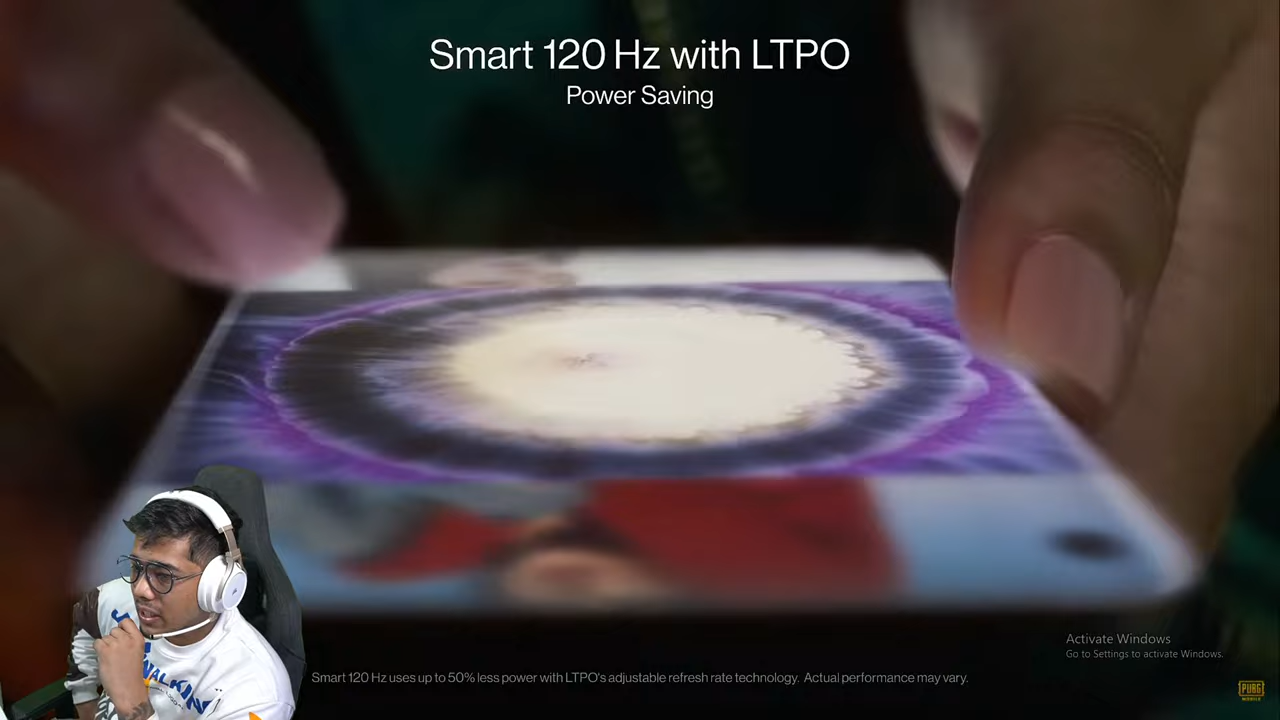 Smart 120 Hz with LTPO
Power Saving
Activate Windows
Go to Settings to activate Windows.
Smart 120 Hz uses up to 50% less power with LTPO's adjustable refresh rate technology. Actual performance may vary.
PUBG
MOBILE